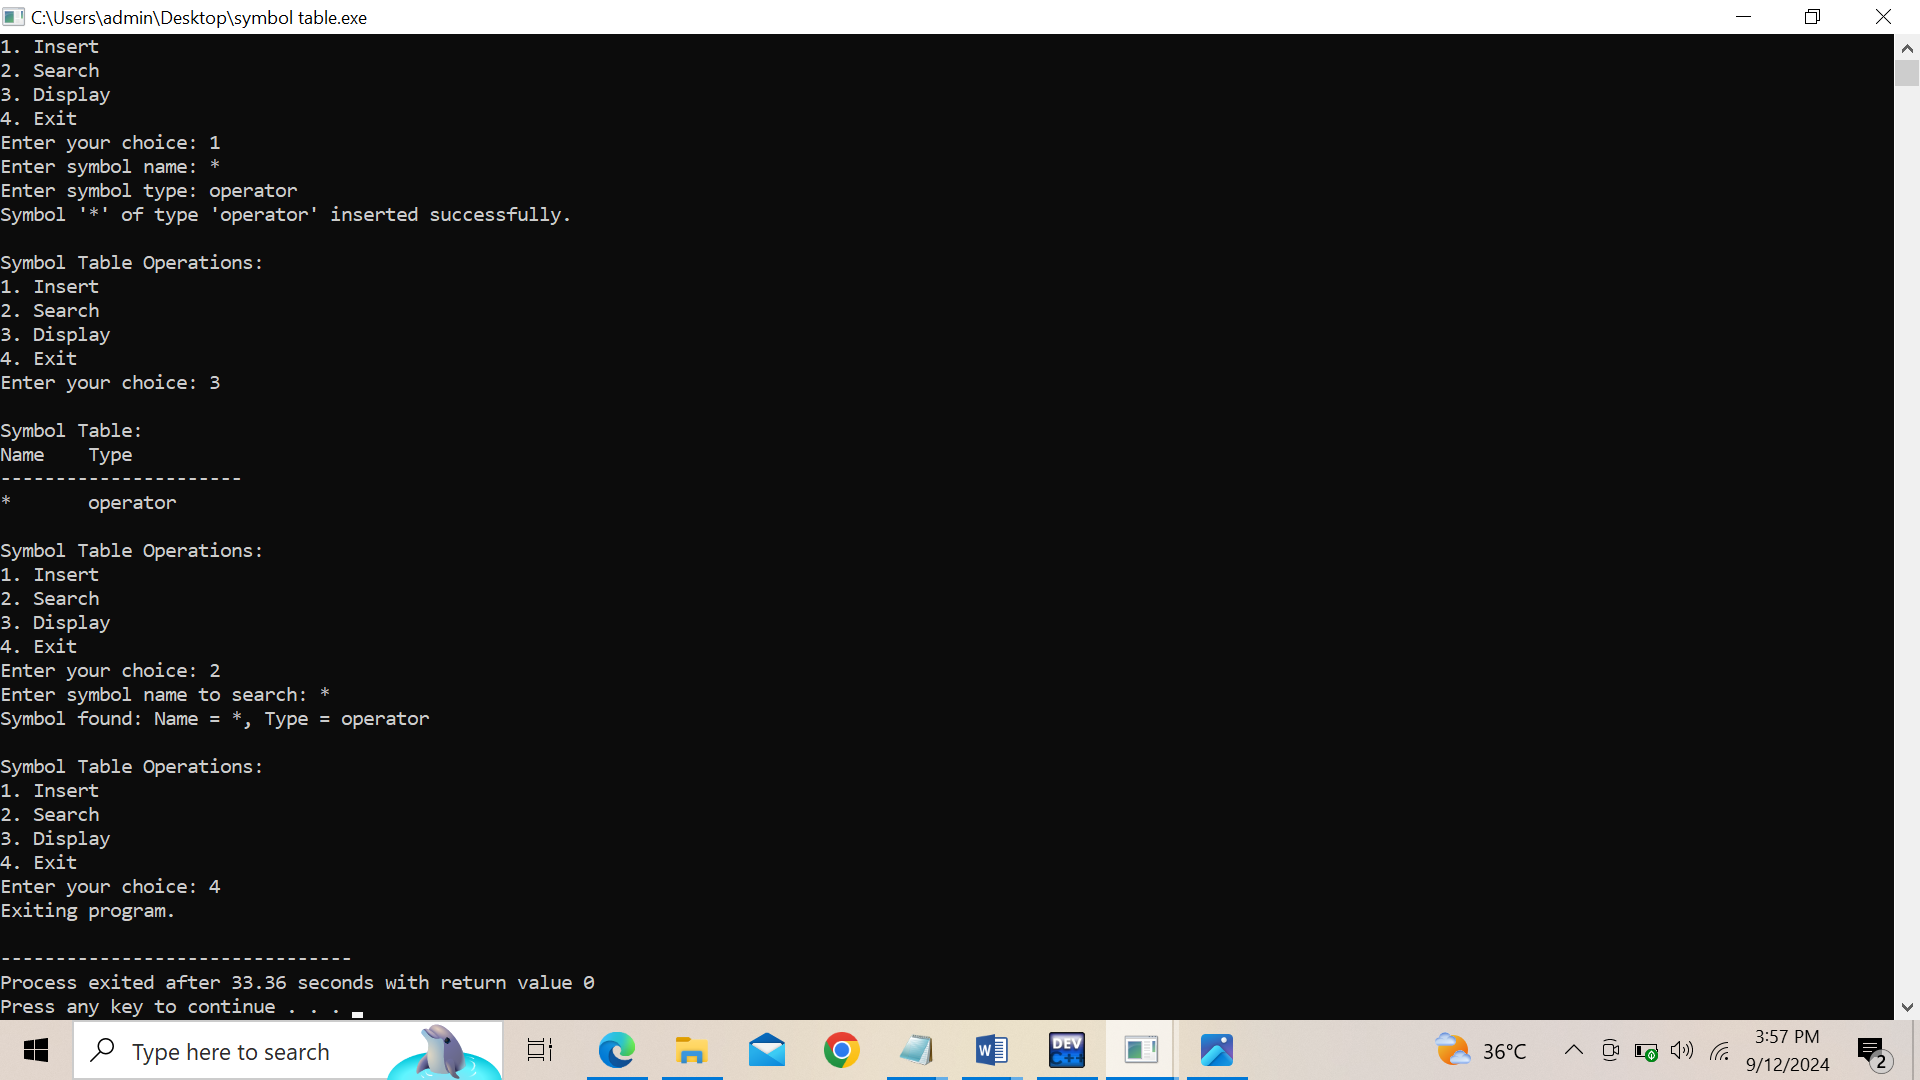 C:\Users\admin\Desktop\symbol table.exe
1. Insert
2. Search
3. Display
4. Exit
Enter your choice: 1
Enter symbol name: *
Enter symbol type: operator
Symbol '*' of type 'operator' inserted successfully.
Symbol Table Operations:
1. Insert
2. Search
3. Display
4. Exit
Enter your choice: 3
Symbol Table:
Name    Type
----------------------
*       operator
Symbol Table Operations:
1. Insert
2. Search
3. Display
4. Exit
Enter your choice: 2
Enter symbol name to search: *
Symbol found: Name = *, Type = operator
Symbol Table Operations:
1. Insert
2. Search
3. Display
4. Exit
Enter your choice: 4
Exiting program.
--------------------------------
Process exited after 33.36 seconds with return value 0
Press any key to continue . . .
Type here to search
W
DEV
C++
36°C
3:57 PM
9/12/2024
2